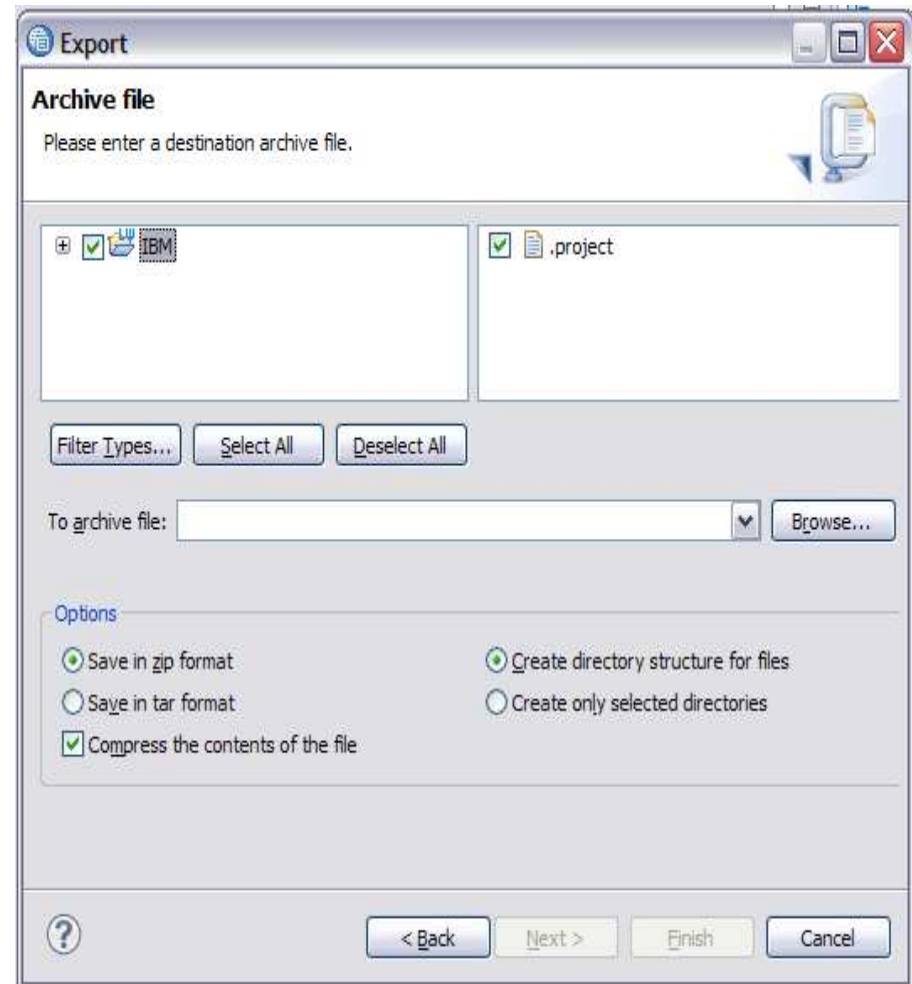 Export
Archive file
Please enter a destination archive file.
IBM
.project
Filter Types...
Select All
Deselect All
To archive file:
Browse...
Options
Save in zip format
Create directory structure for files
Save in tar format
Create only selected directories
Compress the contents of the file
?
< Back
Next >
Finish
Cancel